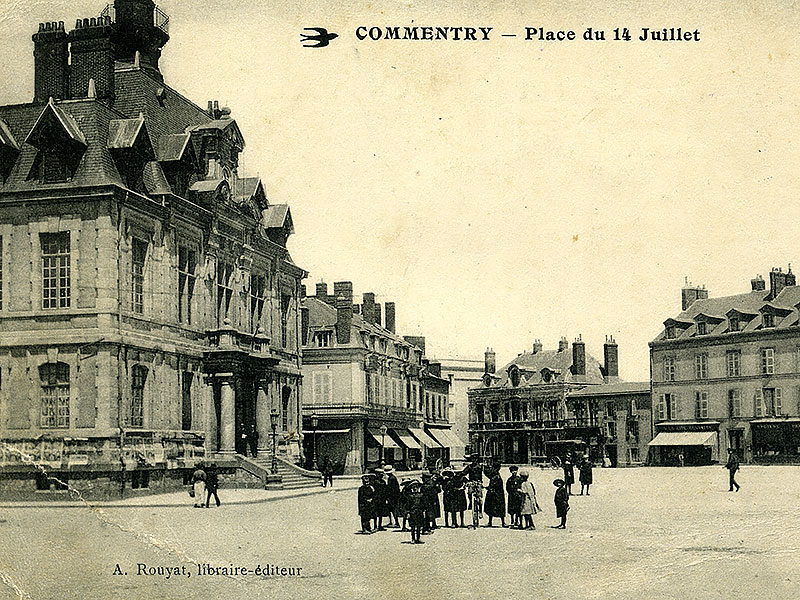 COMMENTRY – Place du 14 Juillet
A. Rouyat, libraire-éditeur